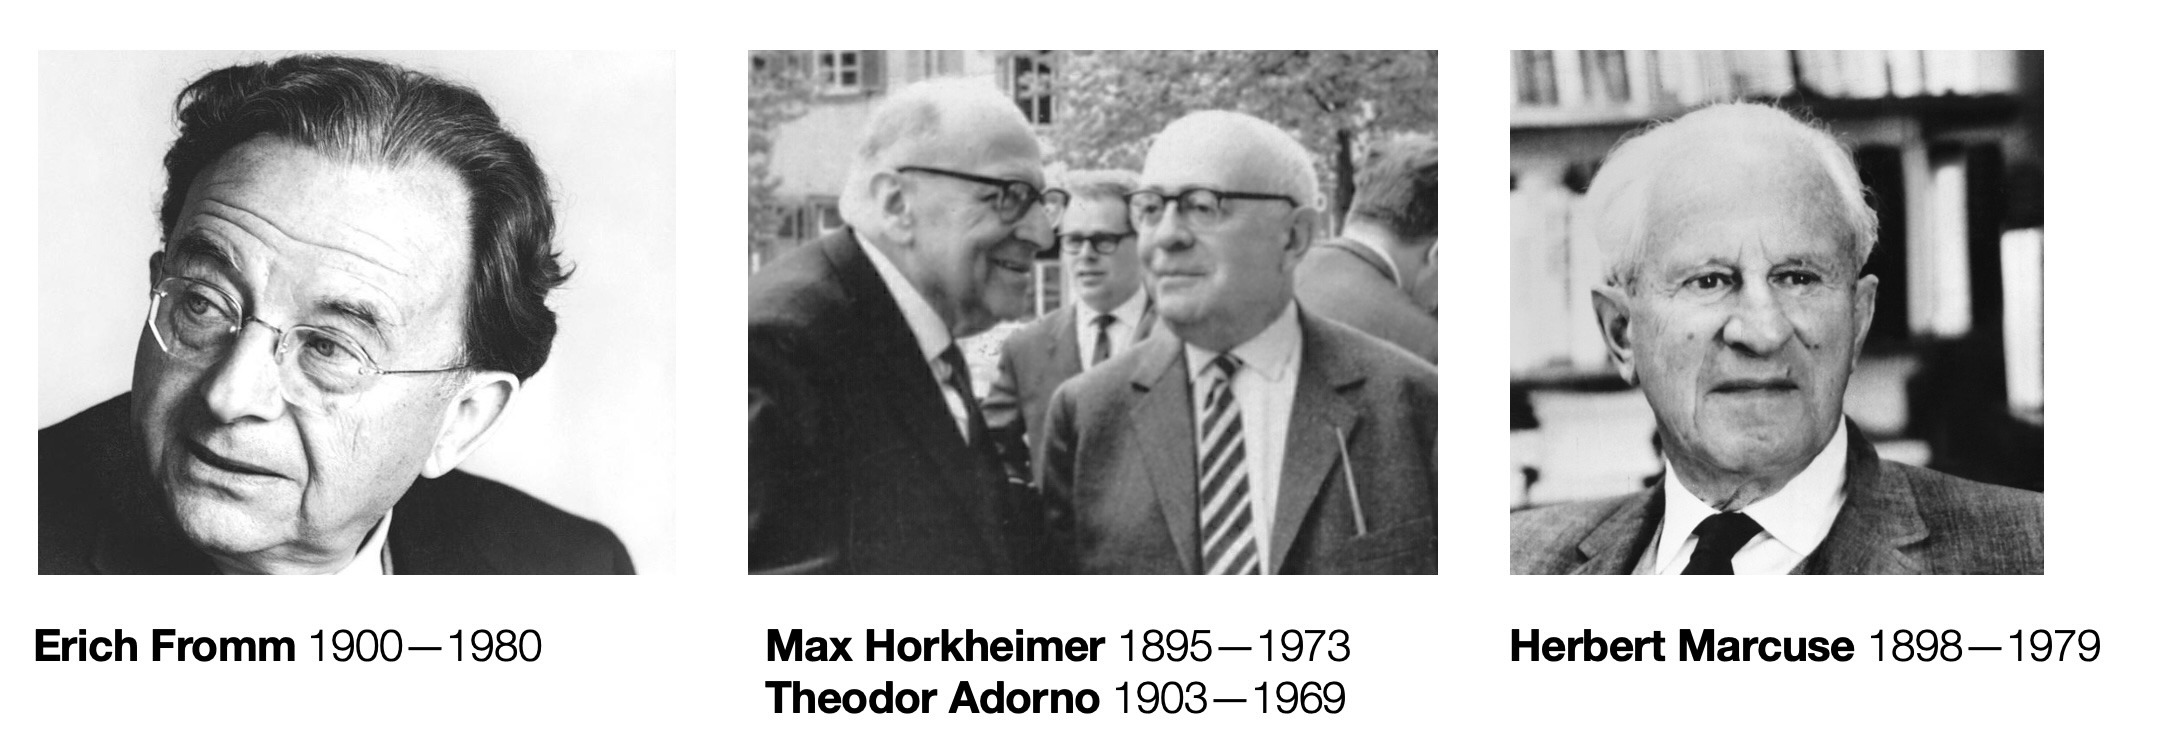 Erich Fromm 1900—1980
Max Horkheimer 1895—1973
Theodor Adorno 1903—1969
Herbert Marcuse 1898—1979